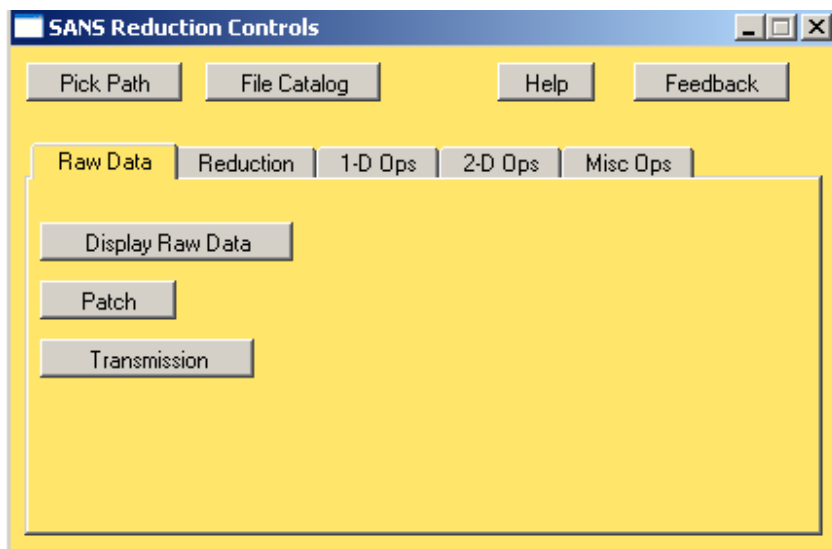 SANS Reduction Controls
Pick Path File Catalog Help Feedback
Raw Data Reduction 1-D Ops 2-D Ops Misc Ops
Display Raw Data
Patch
Transmission